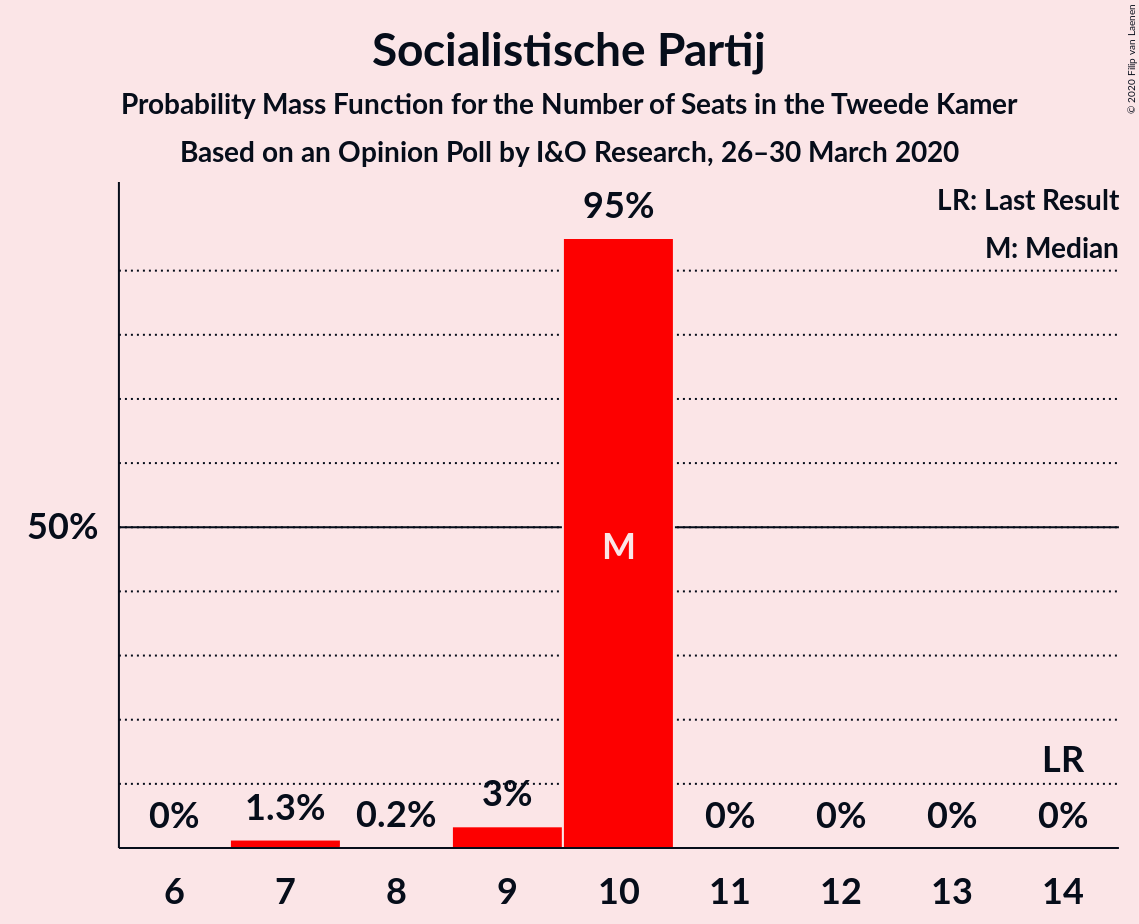 Socialistische Partij
Probability Mass Function for the Number of Seats in the Tweede Kamer
Based on an Opinion Poll by I&O Research, 26–30 March 2020
© 2020 Filip van Laenen
LR: Last Result
M: Median
95%
50%
M
LR
0%
1.3%
0.2%
3%
0%
0%
0%
0%
6
7
8
9
10
11
12
13
14